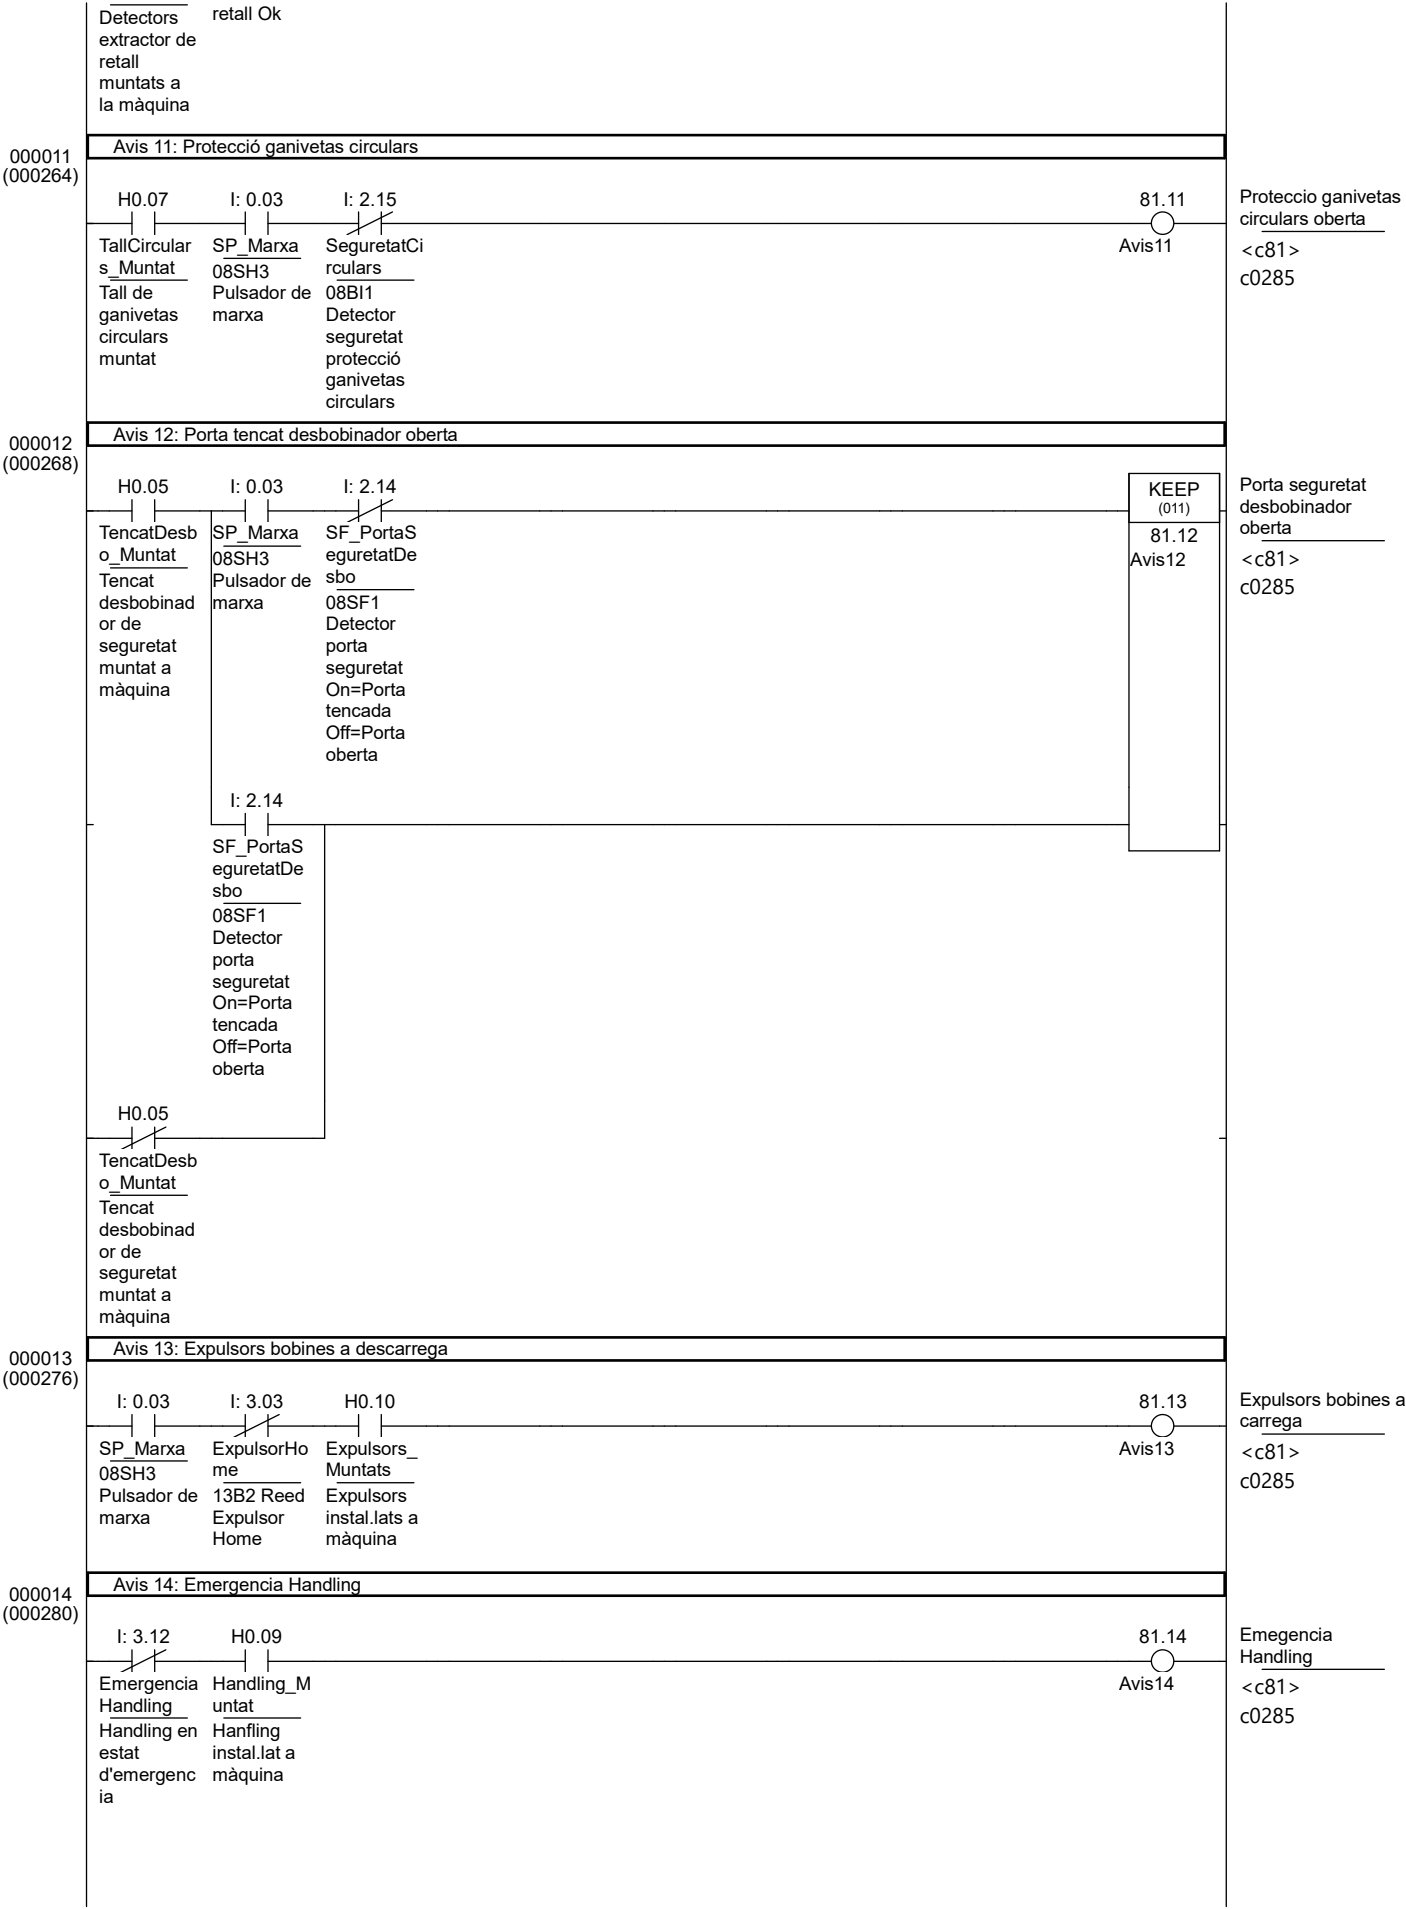 Detectors
extractor de
retall
muntats a
la màquina
retall Ok
000011
(000264)
Avis 11: Protecció ganivetas circulars
H0.07
TallCircular
s_Muntat
Tall de
ganivetas
circulars
muntat
I: 0.03
SP_Marxa
08SH3
Pulsador de
marxa
I: 2.15
SeguretatCi
rculars
08BI1
Detector
seguretat
protecció
ganivetas
circulars
81.11
Avis11
Proteccio ganivetas
circulars oberta
<c81>
c0285
000012
(000268)
Avis 12: Porta tencat desbobinador oberta
H0.05
TencatDesb
o_Muntat
Tencat
desbobinad
or de
seguretat
muntat a
màquina
I: 0.03
SP_Marxa
08SH3
Pulsador de
marxa
I: 2.14
SF_PortaS
eguretatDe
sbo
08SF1
Detector
porta
seguretat
On=Porta
tencada
Off=Porta
oberta
KEEP
(011)
81.12
Avis12
Porta seguretat
desbobinador
oberta
<c81>
c0285
I: 2.14
SF_PortaS
eguretatDe
sbo
08SF1
Detector
porta
seguretat
On=Porta
tencada
Off=Porta
oberta
H0.05
TencatDesb
o_Muntat
Tencat
desbobinad
or de
seguretat
muntat a
màquina
000013
(000276)
Avis 13: Expulsors bobines a descarrega
I: 0.03
SP_Marxa
08SH3
Pulsador de
marxa
I: 3.03
ExpulsorHo
me
13B2 Reed
Expulsor
Home
H0.10
Expulsors_
Muntats
Expulsors
instal.lats a
màquina
81.13
Avis13
Expulsors bobines a
carrega
<c81>
c0285
000014
(000280)
Avis 14: Emergencia Handling
I: 3.12
Emergencia
Handling
Handling en
estat
d'emergenc
ia
H0.09
Handling_M
untat
Hanfling
instal.lat a
màquina
81.14
Avis14
Emegencia
Handling
<c81>
c0285